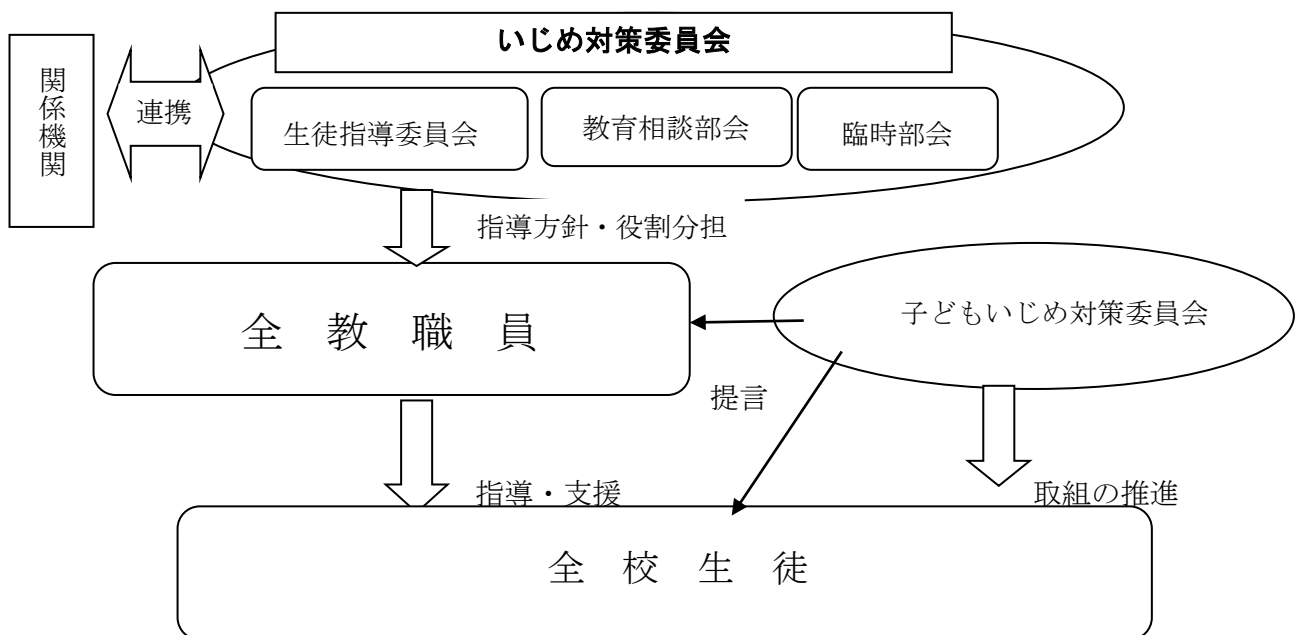 いじめ対策委員会
関係機関
連携
生徒指導委員会
教育相談部会
臨時部会
指導方針・役割分担
全 教 職 員
子どもいじめ対策委員会
提言
指導・支援
取組の推進
全 校 生 徒